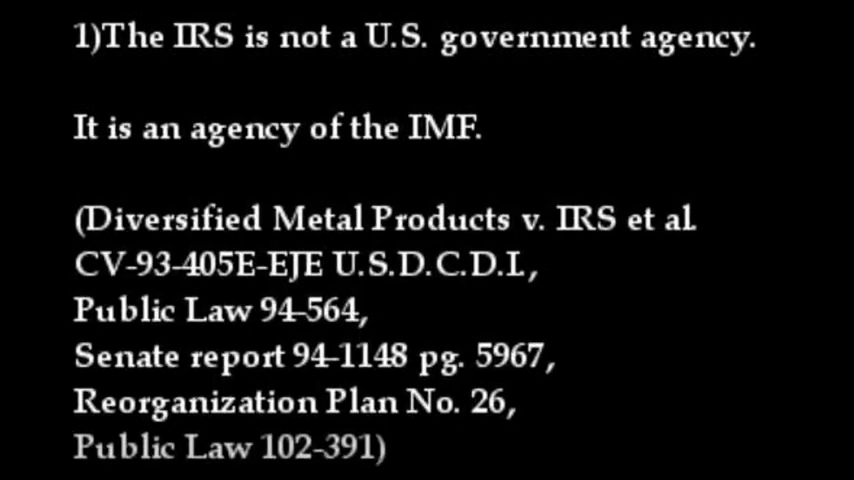 1)The IRS is not a U.S. government agency.
It is an agency of the IMF.
(Diversified Metal Products v. IRS et al.
CV-93-405E-EJE U.S.D.C.D.I.,
Public Law 94-564,
Senate report 94-1148 pg. 5967,
Reorganization Plan No. 26,
Public Law 102-391)